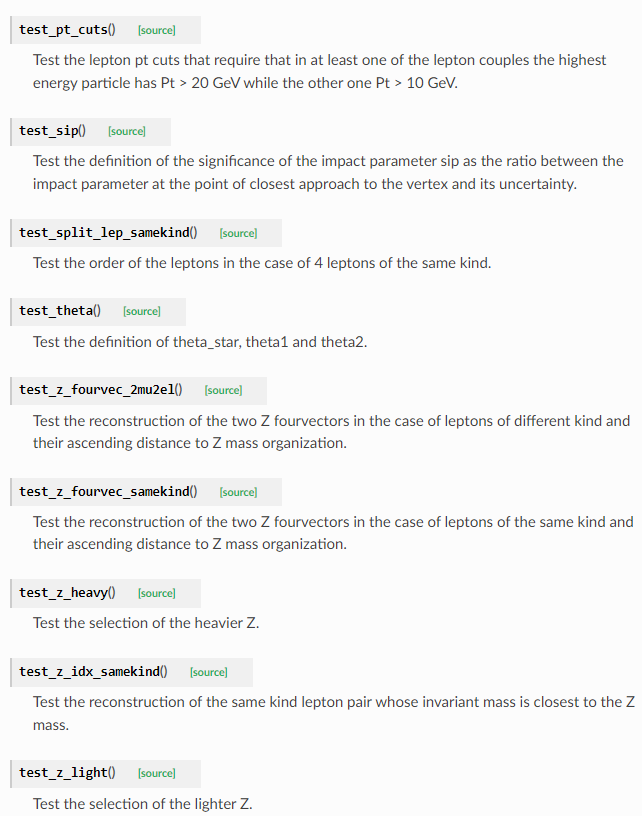 test_pt_cuts() [source]
Test the lepton pt cuts that require that in at least one of the lepton couples the highest
energy particle has Pt > 20 GeV while the other one Pt > 10 GeV.
test_sip() [source]
Test the definition of the significance of the impact parameter sip as the ratio between the
impact parameter at the point of closest approach to the vertex and its uncertainty.
test_split_lep_samekind() [source]
Test the order of the leptons in the case of 4 leptons of the same kind.
test_theta() [source]
Test the definition of theta_star, theta1 and theta2.
test_z_fourvec_2mu2el() [source]
Test the reconstruction of the two Z fourvectors in the case of leptons of different kind and
their ascending distance to Z mass organization.
test_z_fourvec_samekind() [source]
Test the reconstruction of the two Z fourvectors in the case of leptons of the same kind and
their ascending distance to Z mass organization.
test_z_heavy() [source]
Test the selection of the heavier Z.
test_z_idx_samekind() [source]
Test the reconstruction of the same kind lepton pair whose invariant mass is closest to the Z
mass.
test_z_light() [source]
Test the selection of the lighter Z.